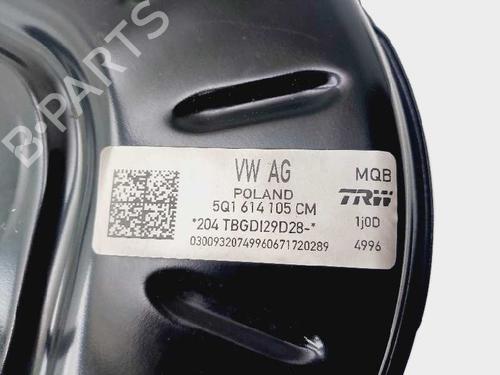 B-PARTS
VW AG
MQB
POLAND
TRW
5Q1 614 105 CM
1j0D
*204 TBGDI29D28-*
4996
03009320749960671720289